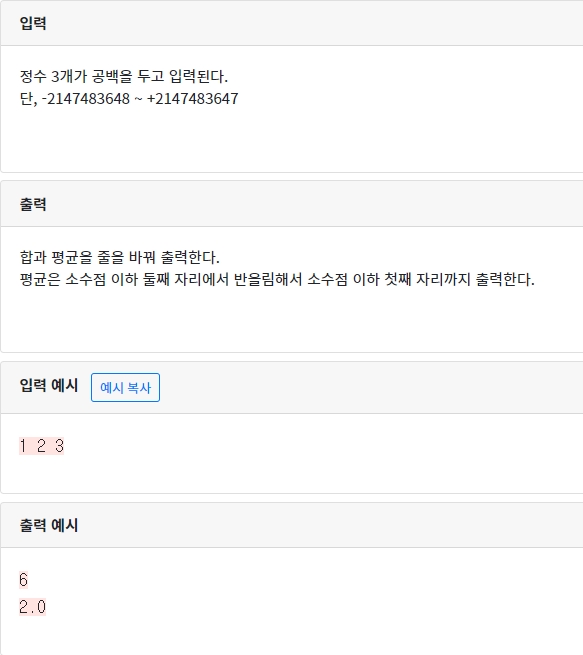 입력
정수 3개가 공백을 두고 입력된다.
단, -2147483648 ~ +2147483647
출력
합과 평균을 줄을 바꿔 출력한다.
평균은 소수점 이하 둘째 자리에서 반올림해서 소수점 이하 첫째 자리까지 출력한다.
입력 예시 예시 복사
1 2 3
출력 예시
6
2.0